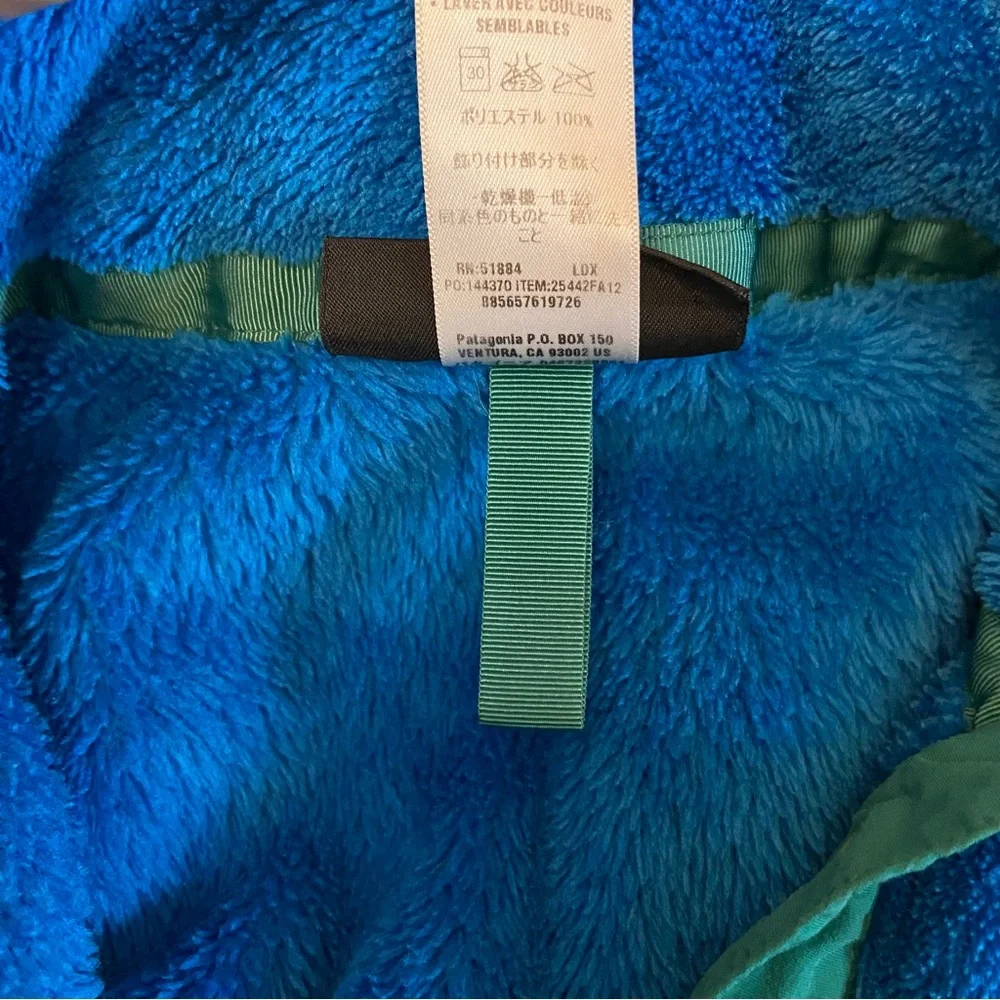 • LAVER AVEC COULEURS
SEMBLABLES
30
ポリエステル 100%
飾り付け部分を除く
乾燥機－低温
同系色のものと一緒に洗う
こと
RN:51884 LDX
PO:144370 ITEM:25442FA12
885657619726
Patagonia P.O. BOX 150
VENTURA, CA 93002 US